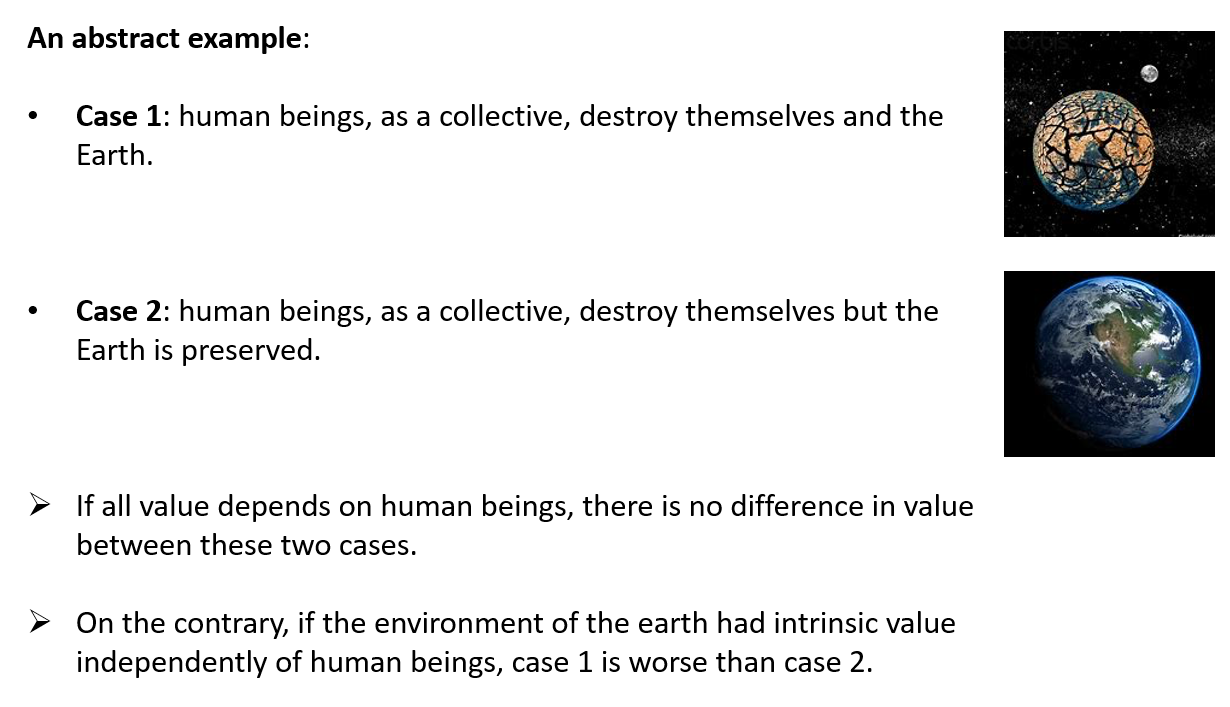 An abstract example:
• Case 1: human beings, as a collective, destroy themselves and the
Earth.
• Case 2: human beings, as a collective, destroy themselves but the
Earth is preserved.
➢ If all value depends on human beings, there is no difference in value
between these two cases.
➢ On the contrary, if the environment of the earth had intrinsic value
independently of human beings, case 1 is worse than case 2.
corbis